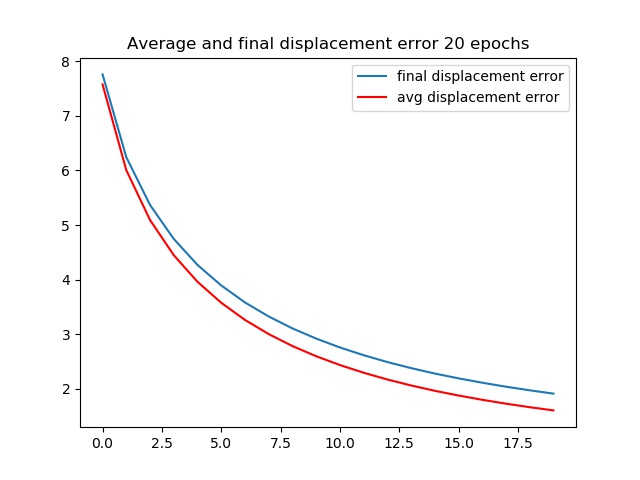 Average and final displacement error 20 epochs
final displacement error
avg displacement error
8
7
6
5
4
3
2
0.0 2.5 5.0 7.5 10.0 12.5 15.0 17.5